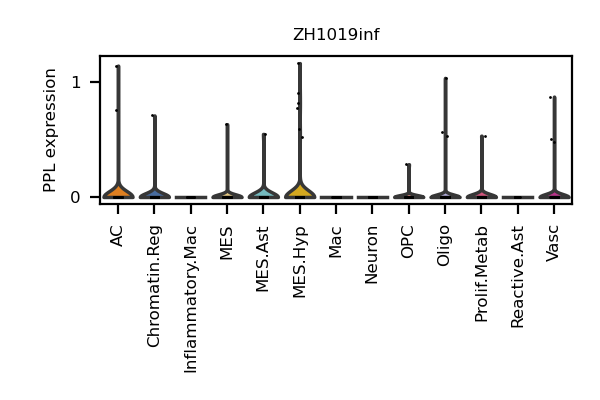 ZH1019inf
PPL expression
1
0
AC
Chromatin.Reg
Inflammatory.Mac
MES
MES.Ast
MES.Hyp
Mac
Neuron
OPC
Oligo
Prolif.Metab
Reactive.Ast
Vasc